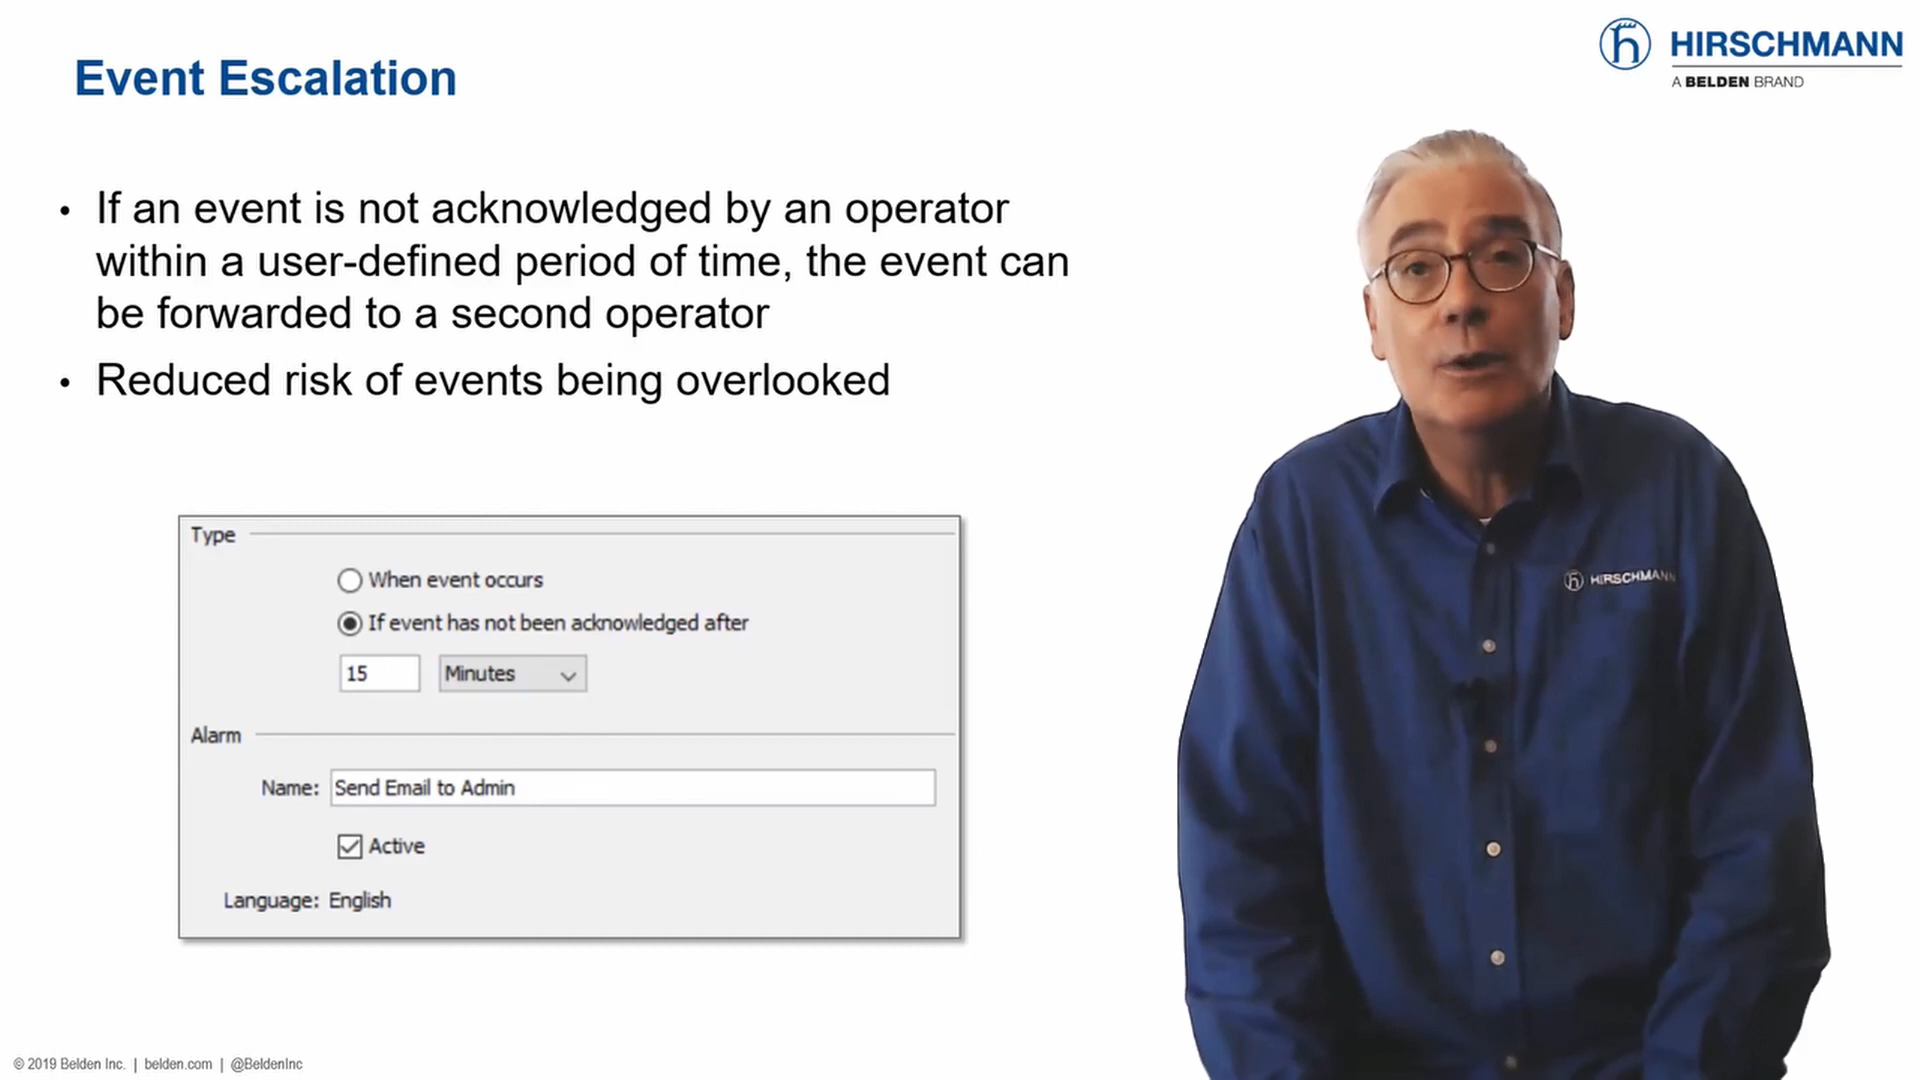 Event Escalation
HIRSCHMANN
A BELDEN BRAND
• If an event is not acknowledged by an operator
within a user-defined period of time, the event can
be forwarded to a second operator
• Reduced risk of events being overlooked
Type
When event occurs
If event has not been acknowledged after
15 Minutes
Alarm
Name: Send Email to Admin
Active
Language: English
HIRSCHMANN
© 2019 Belden Inc. | belden.com | @BeldenInc